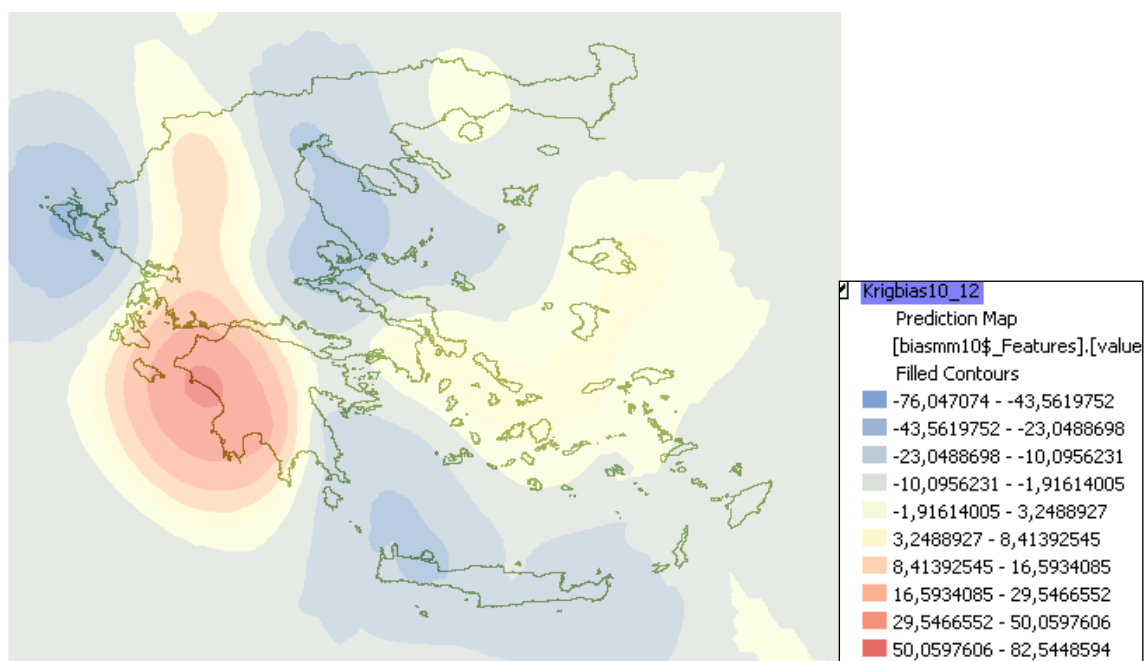 Krigbias10_12
Prediction Map
[biasmm10$_Features].[value
Filled Contours
-76,047074 - -43,5619752
-43,5619752 - -23,0488698
-23,0488698 - -10,0956231
-10,0956231 - -1,91614005
-1,91614005 - 3,2488927
3,2488927 - 8,41392545
8,41392545 - 16,5934085
16,5934085 - 29,5466552
29,5466552 - 50,0597606
50,0597606 - 82,5448594